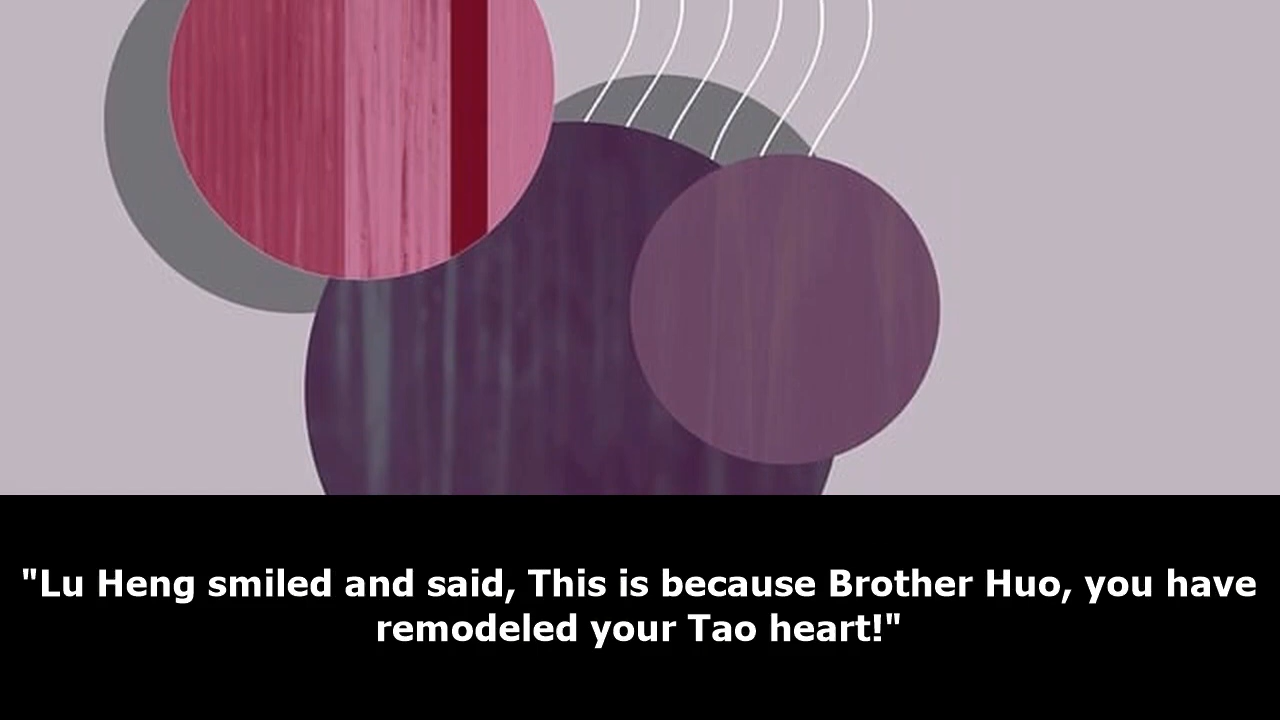 "Lu Heng smiled and said, This is because Brother Huo, you have
remodeled your Tao heart!"